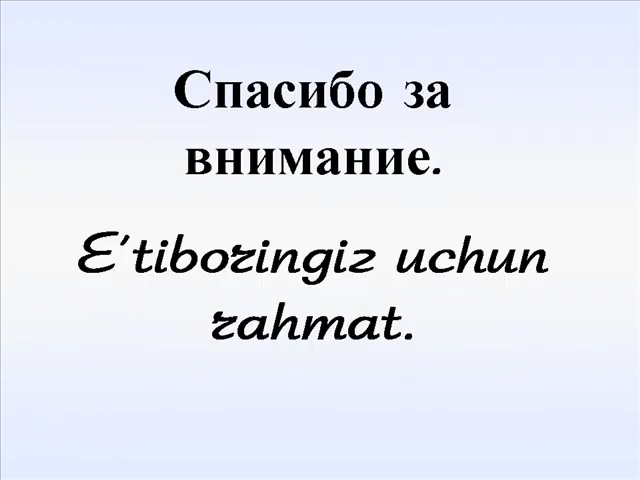 Спасибо за
внимание.
E'tiboringiz uchun
rahmat.